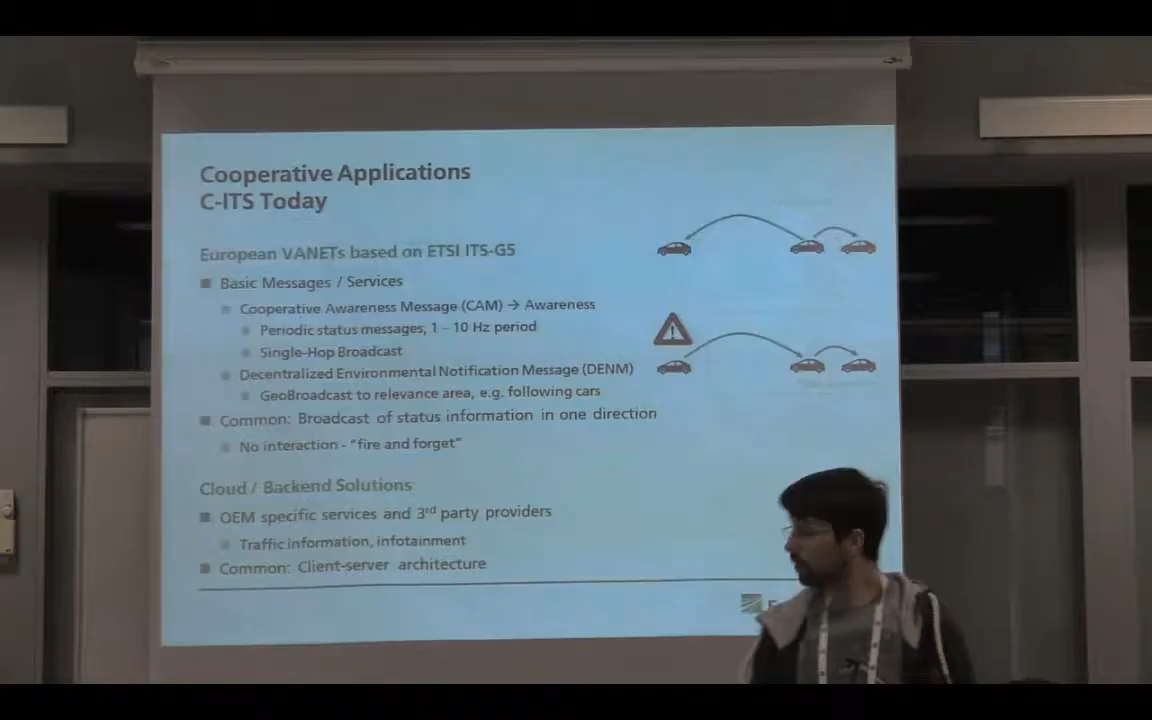 Cooperative Applications
C-ITS Today
European VANETs based on ETSI ITS-G5
Basic Messages / Services
Cooperative Awareness Message (CAM) → Awareness
Periodic status messages, 1 – 10 Hz period
Single-Hop Broadcast
Decentralized Environmental Notification Message (DENM)
GeoBroadcast to relevance area, e.g. following cars
Common: Broadcast of status information in one direction
No interaction - "fire and forget"
Cloud / Backend Solutions
OEM specific services and 3rd party providers
Traffic information, infotainment
Common: Client-server architecture